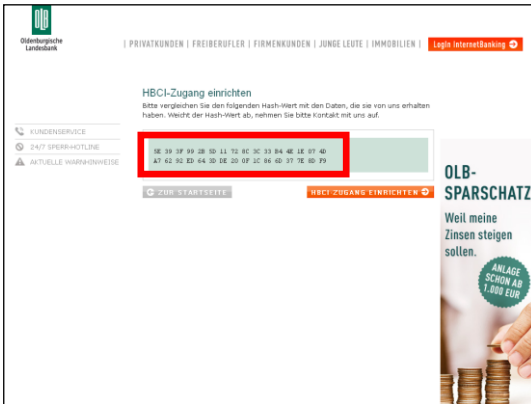 OLB
Oldenburgische
Landesbank
| PRIVATKUNDEN | FREIBERUFLER | FIRMENKUNDEN | JUNGE LEUTE | IMMOBILIEN |
Login InternetBanking
HBCI-Zugang einrichten
Bitte vergleichen Sie den folgenden Hash-Wert mit den Daten, die sie von uns erhalten
haben. Weicht der Hash-Wert ab, nehmen Sie bitte Kontakt mit uns auf.
KUNDENSERVICE
24/7 SPERR-HOTLINE
AKTUELLE WARNHINWEISE
5E 39 3F 99 2B 5D 11 72 8C 3C 33 B4 4E 1E 07 4D
A7 62 92 ED 64 3D DE 20 0F 1C 86 6D 37 7E 8D F9
ZUR STARTSEITE
HBCI-ZUGANG EINRICHTEN
OLB-
SPARSCHATZ
Weil meine
Zinsen steigen
sollen.
ANLAGE
SCHON AB
1.000 EUR